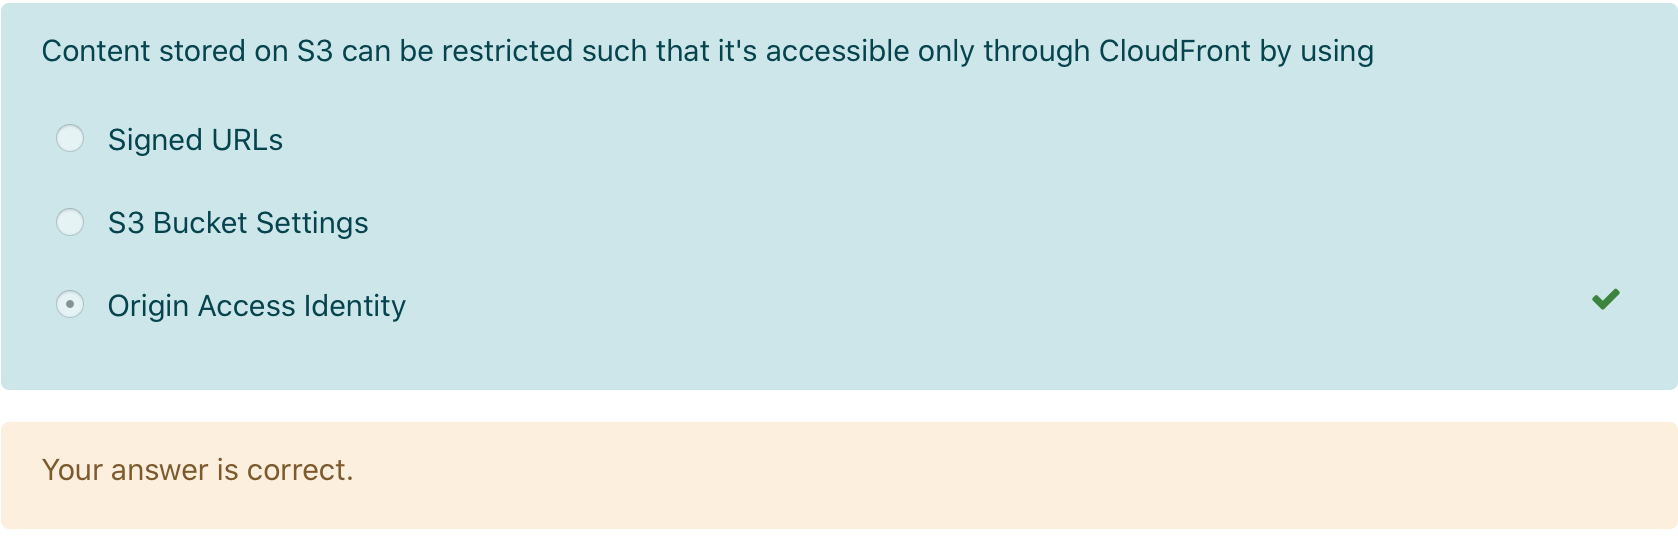 Content stored on S3 can be restricted such that it's accessible only through CloudFront by using
Signed URLs
S3 Bucket Settings
Origin Access Identity
Your answer is correct.